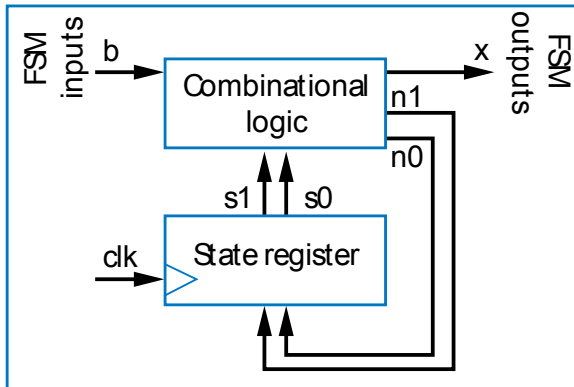 FSM
inputs
b
Combinational
logic
x
FSM
outputs
n1
n0
s1
s0
clk
State register